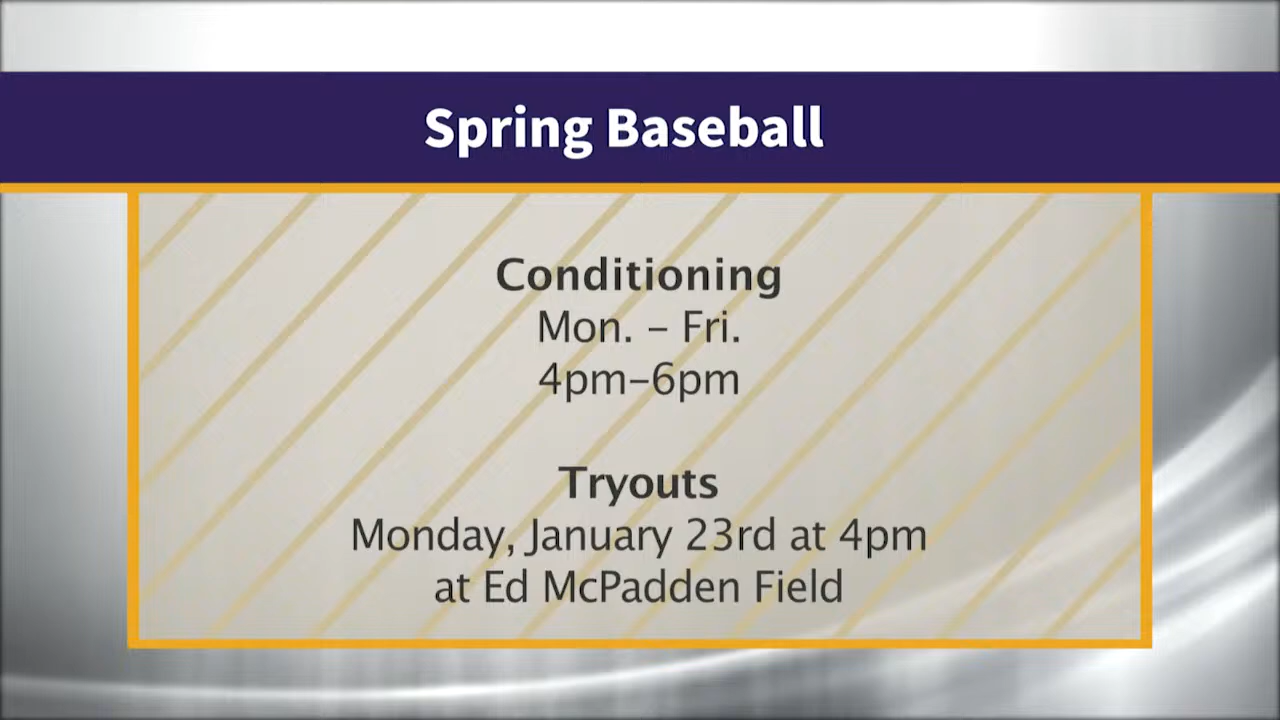 Spring Baseball
Conditioning
Mon. – Fri.
4pm–6pm
Tryouts
Monday, January 23rd at 4pm
at Ed McPadden Field